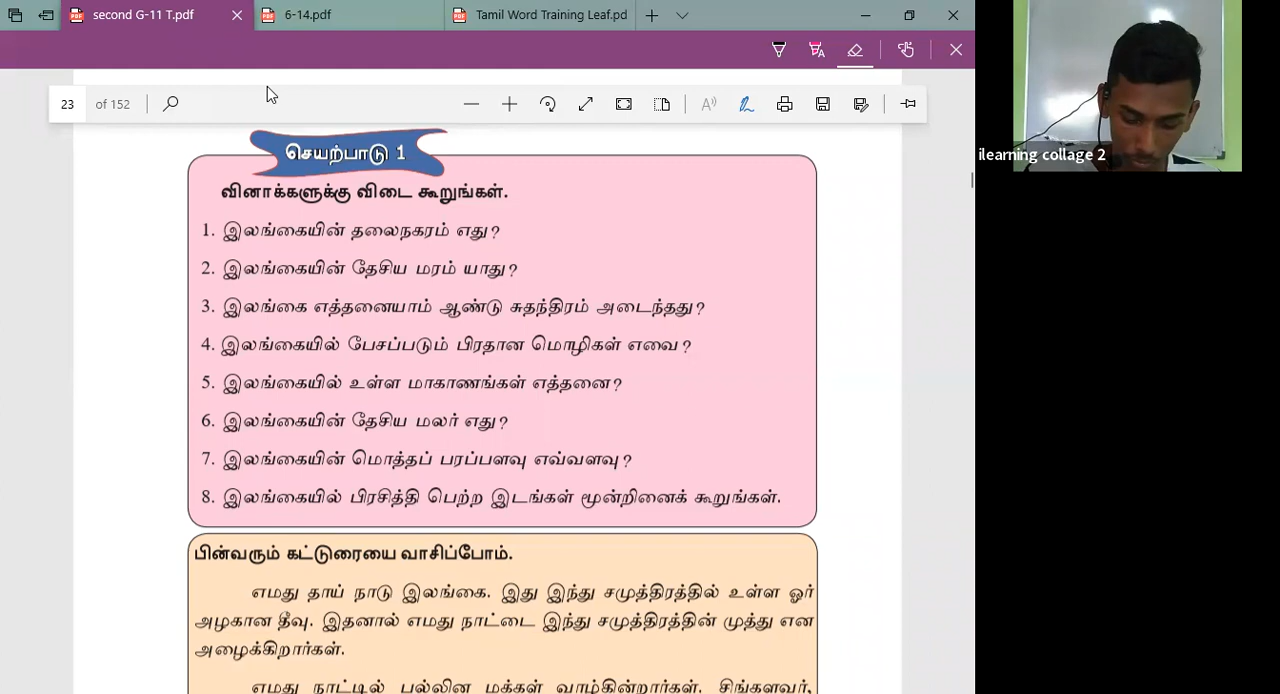 second G-11 T.pdf
6-14.pdf
Tamil Word Training Leaf.pd
23 of 152
ilearning collage 2
செயற்பாடு 1
வினாக்களுக்கு விடை கூறுங்கள்.
1. இலங்கையின் தலைநகரம் எது?
2. இலங்கையின் தேசிய மரம் யாது?
3. இலங்கை எத்தனையாம் ஆண்டு சுதந்திரம் அடைந்தது?
4. இலங்கையில் பேசப்படும் பிரதான மொழிகள் எவை?
5. இலங்கையில் உள்ள மாகாணங்கள் எத்தனை?
6. இலங்கையின் தேசிய மலர் எது?
7. இலங்கையின் மொத்தப் பரப்பளவு எவ்வளவு?
8. இலங்கையில் பிரசித்தி பெற்ற இடங்கள் மூன்றினைக் கூறுங்கள்.
பின்வரும் கட்டுரையை வாசிப்போம்.
எமது தாய் நாடு இலங்கை. இது இந்து சமுத்திரத்தில் உள்ள ஓர்
அழகான தீவு. இதனால் எமது நாட்டை இந்து சமுத்திரத்தின் முத்து என
அழைக்கிறார்கள்.
எமது நாட்டில் பல்லின மக்கள் வாழ்கின்றார்கள். சிங்களவர்,